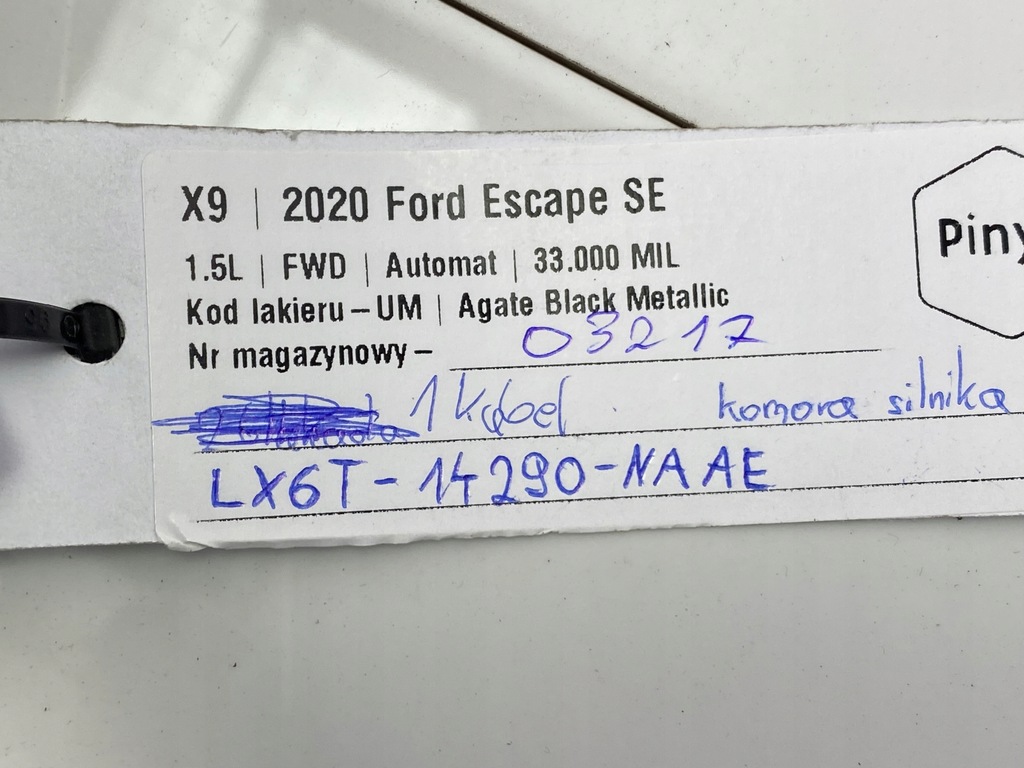 X9 | 2020 Ford Escape SE
1.5L | FWD | Automat | 33.000 MIL
Kod lakieru – UM | Agate Black Metallic
Nr magazynowy – 03217
1 Kabel komora silnika
LX6T-14290-NAAE
Piny